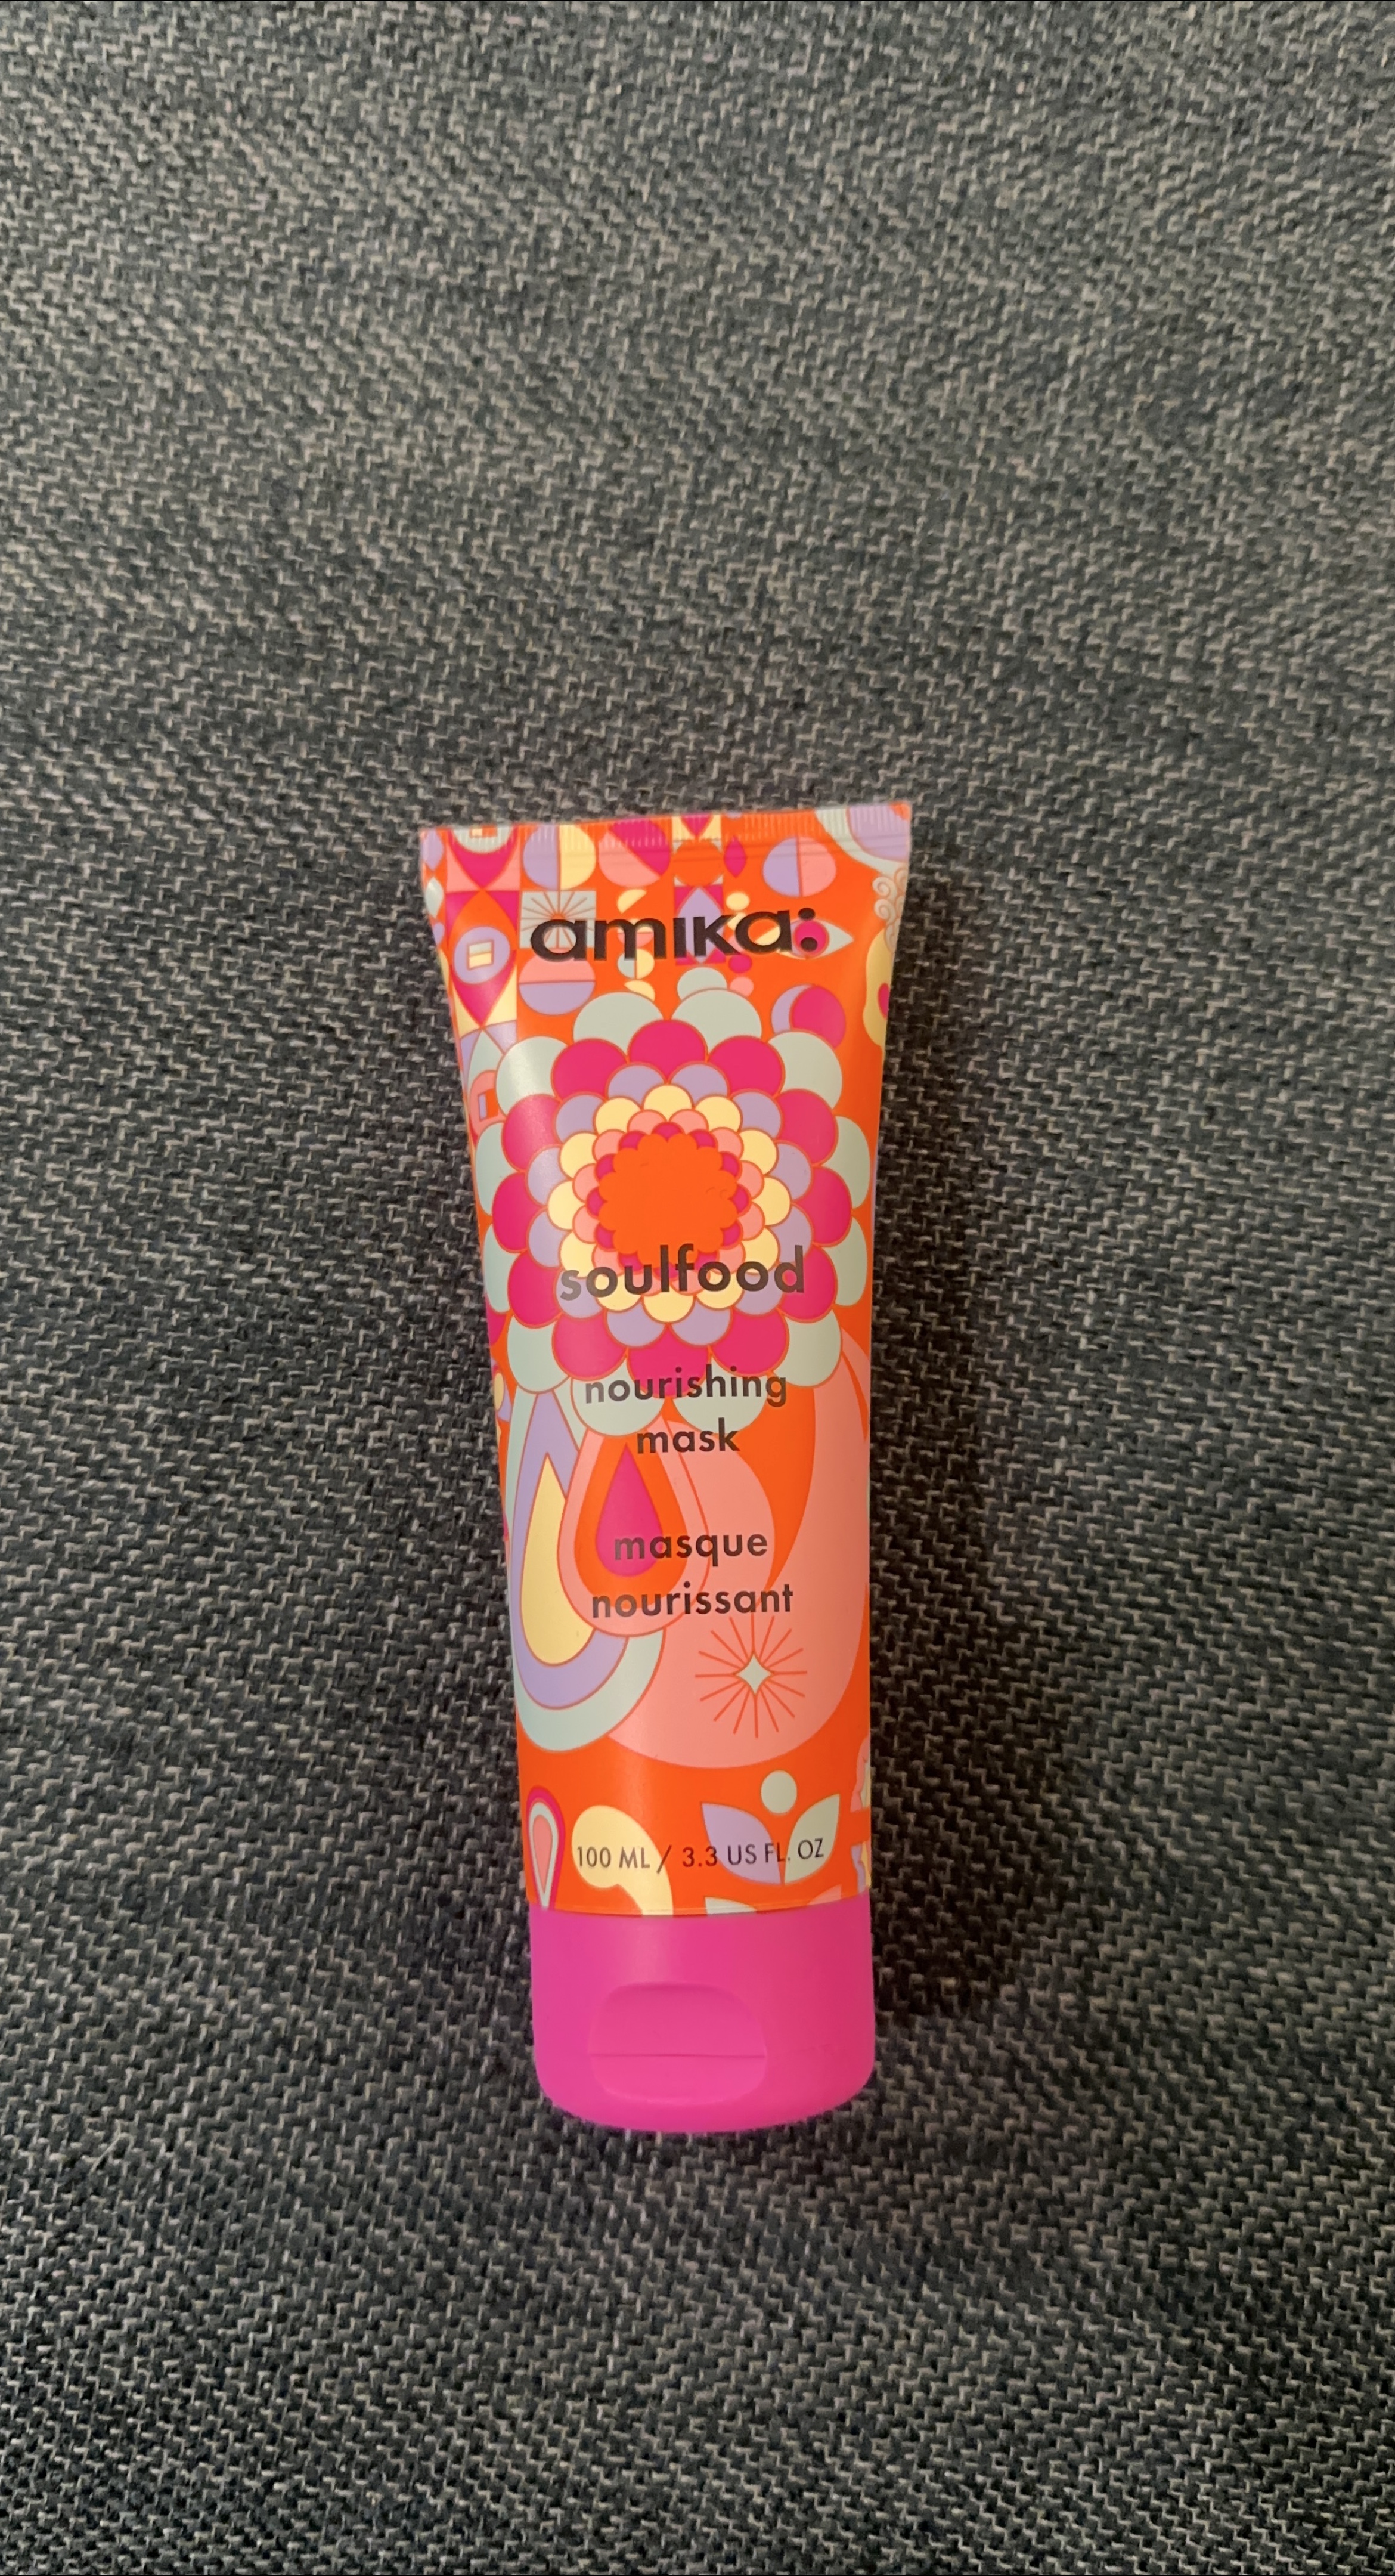 amika:
soulfood
nourishing
mask
masque
nourissant
100 ML / 3.3 US FL. OZ